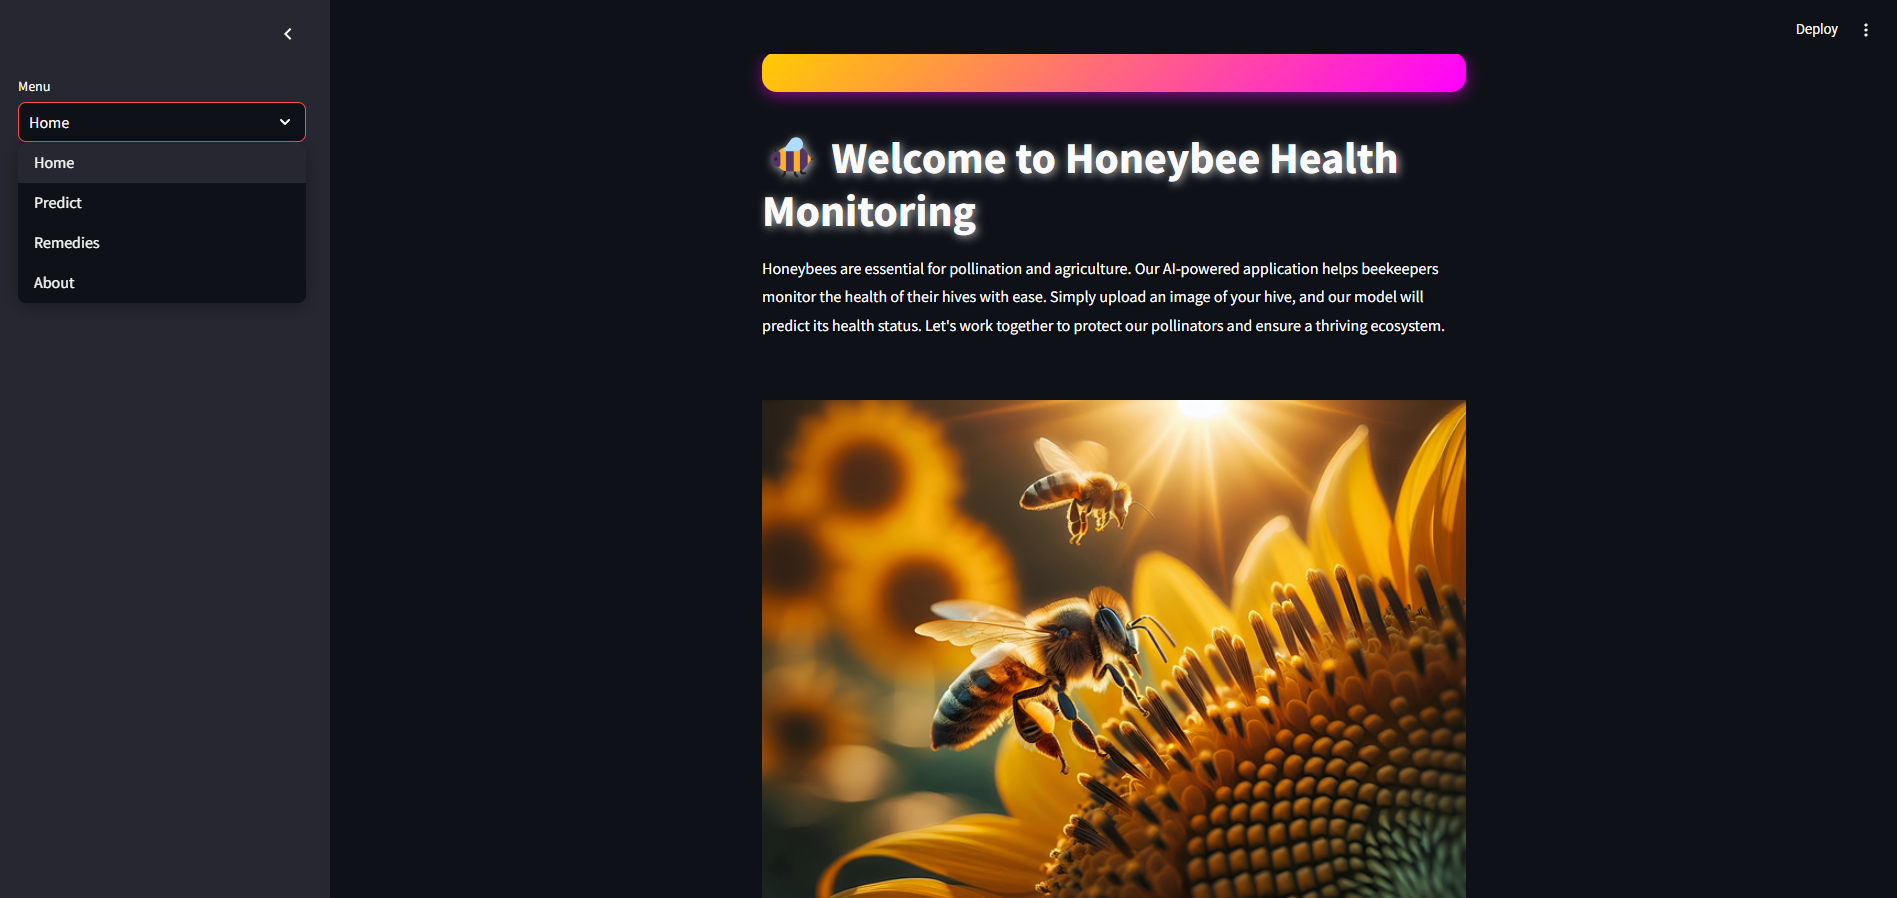 Deploy
Menu
Home
Home
Predict
Remedies
About
Welcome to Honeybee Health
Monitoring
Honeybees are essential for pollination and agriculture. Our AI-powered application helps beekeepers
monitor the health of their hives with ease. Simply upload an image of your hive, and our model will
predict its health status. Let's work together to protect our pollinators and ensure a thriving ecosystem.